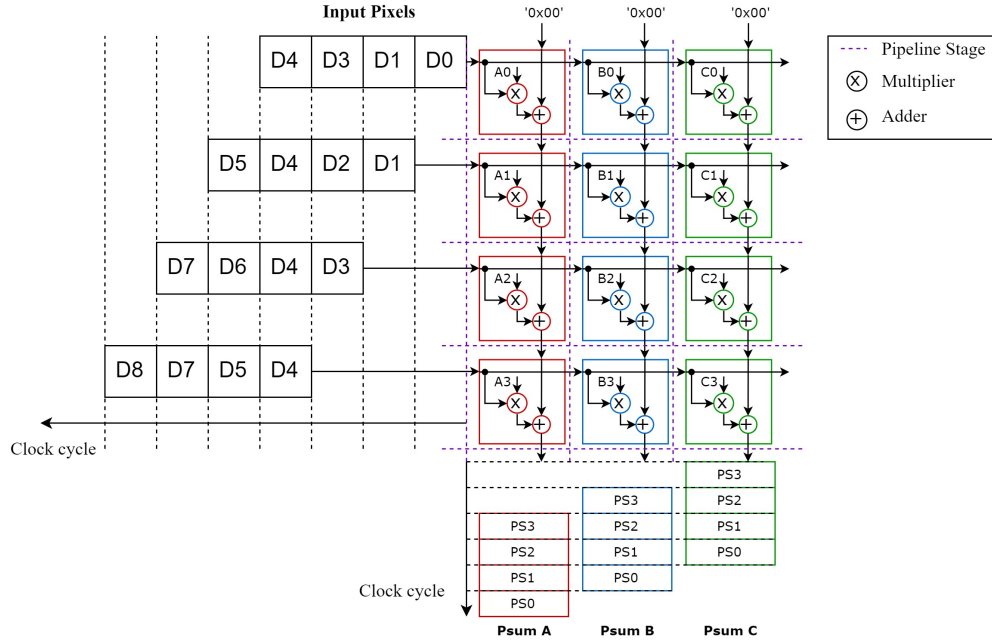 Input Pixels
'0x00' '0x00' '0x00'
D4 D3 D1 D0
A0 B0 C0
X X X
+ + +
Pipeline Stage
X Multiplier
+ Adder
D5 D4 D2 D1
A1 B1 C1
X X X
+ + +
D7 D6 D4 D3
A2 B2 C2
X X X
+ + +
D8 D7 D5 D4
A3 B3 C3
X X X
+ + +
Clock cycle
PS3
PS3 PS2
PS3 PS2 PS1
PS2 PS1 PS0
PS1 PS0
PS0
Clock cycle
Psum A Psum B Psum C